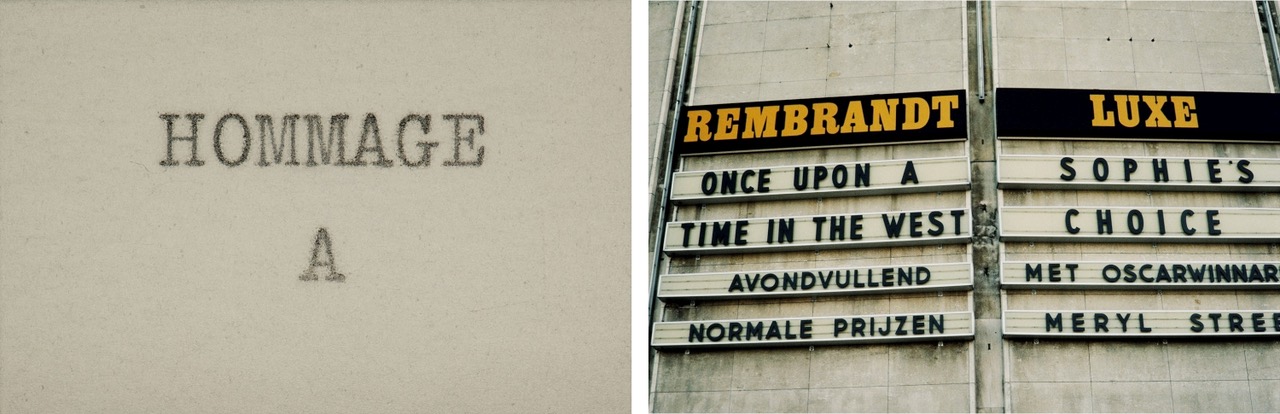 HOMMAGE
A
REMBRANDT
ONCE UPON A
TIME IN THE WEST
AVONDVULLEND
NORMALE PRIJZEN
LUXE
SOPHIE'S
CHOICE
MET OSCARWINNAR
MERYL STREE